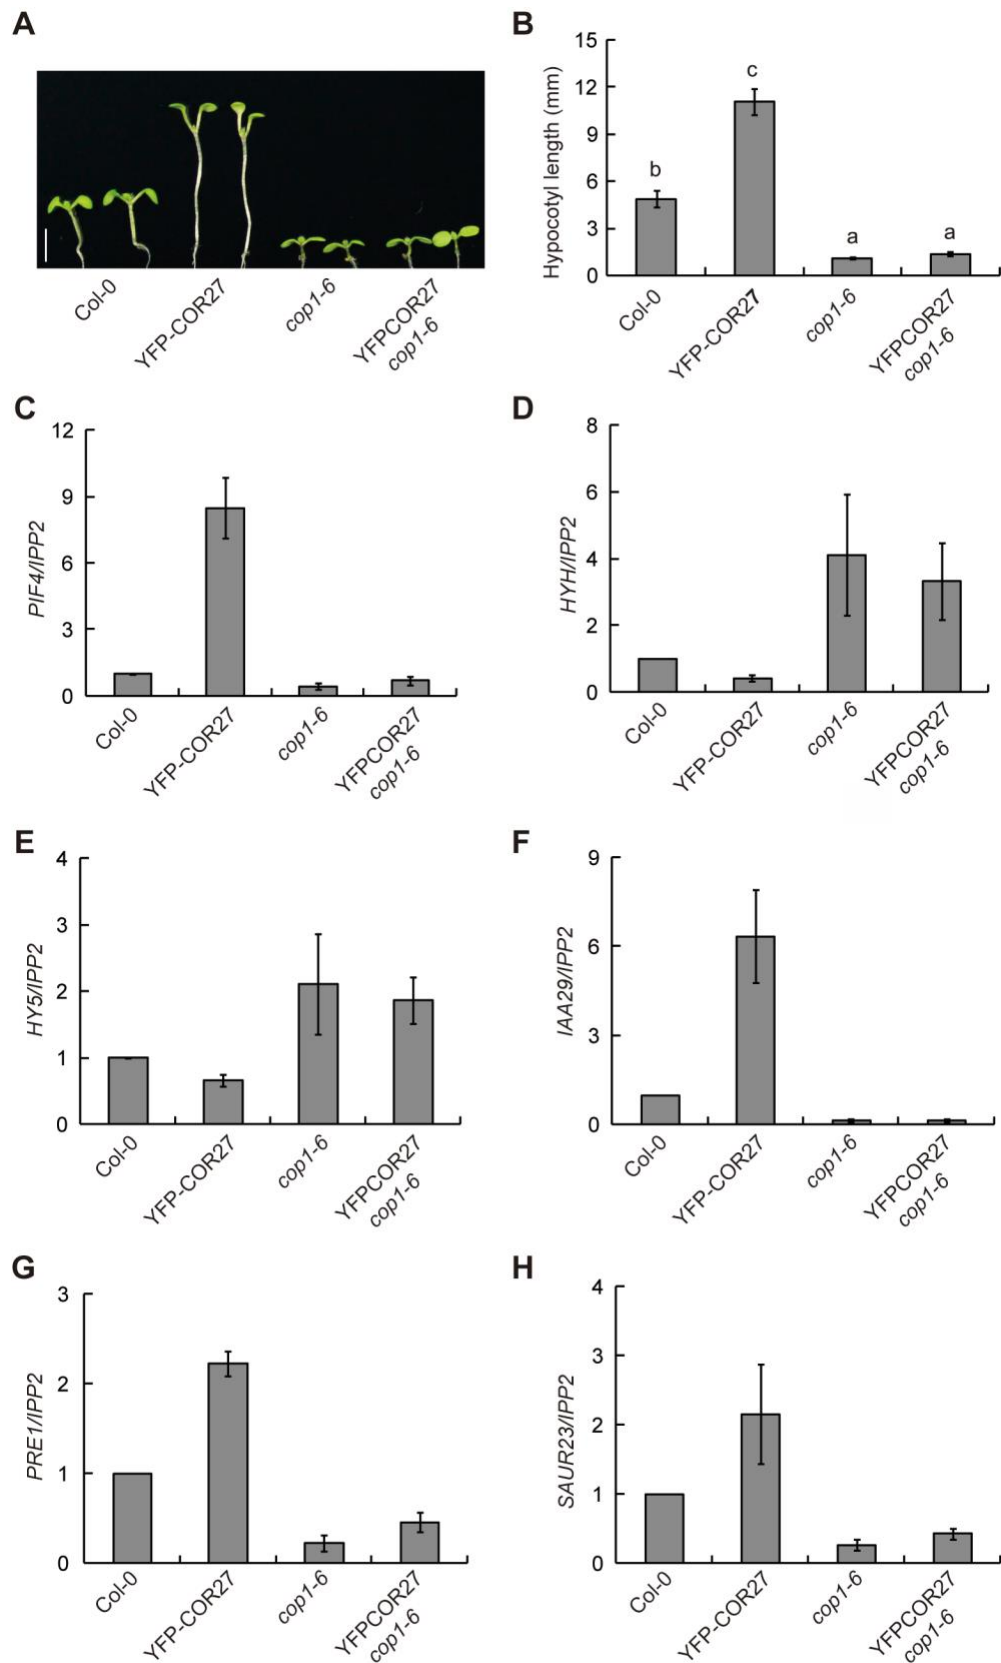 A
Col-0
YFP-COR27
cop1-6
YFPCOR27
cop1-6
B
Hypocotyl length (mm)
15
12
9
6
3
0
b
c
a
a
Col-0
YFP-COR27
cop1-6
YFPCOR27
cop1-6
C
PIF4/IPP2
12
9
6
3
0
Col-0
YFP-COR27
cop1-6
YFPCOR27
cop1-6
D
HYH/IPP2
8
6
4
2
0
Col-0
YFP-COR27
cop1-6
YFPCOR27
cop1-6
E
HY5/IPP2
4
3
2
1
0
Col-0
YFP-COR27
cop1-6
YFPCOR27
cop1-6
F
IAA29/IPP2
9
6
3
0
Col-0
YFP-COR27
cop1-6
YFPCOR27
cop1-6
G
PRE1/IPP2
3
2
1
0
Col-0
YFP-COR27
cop1-6
YFPCOR27
cop1-6
H
SAUR23/IPP2
4
3
2
1
0
Col-0
YFP-COR27
cop1-6
YFPCOR27
cop1-6